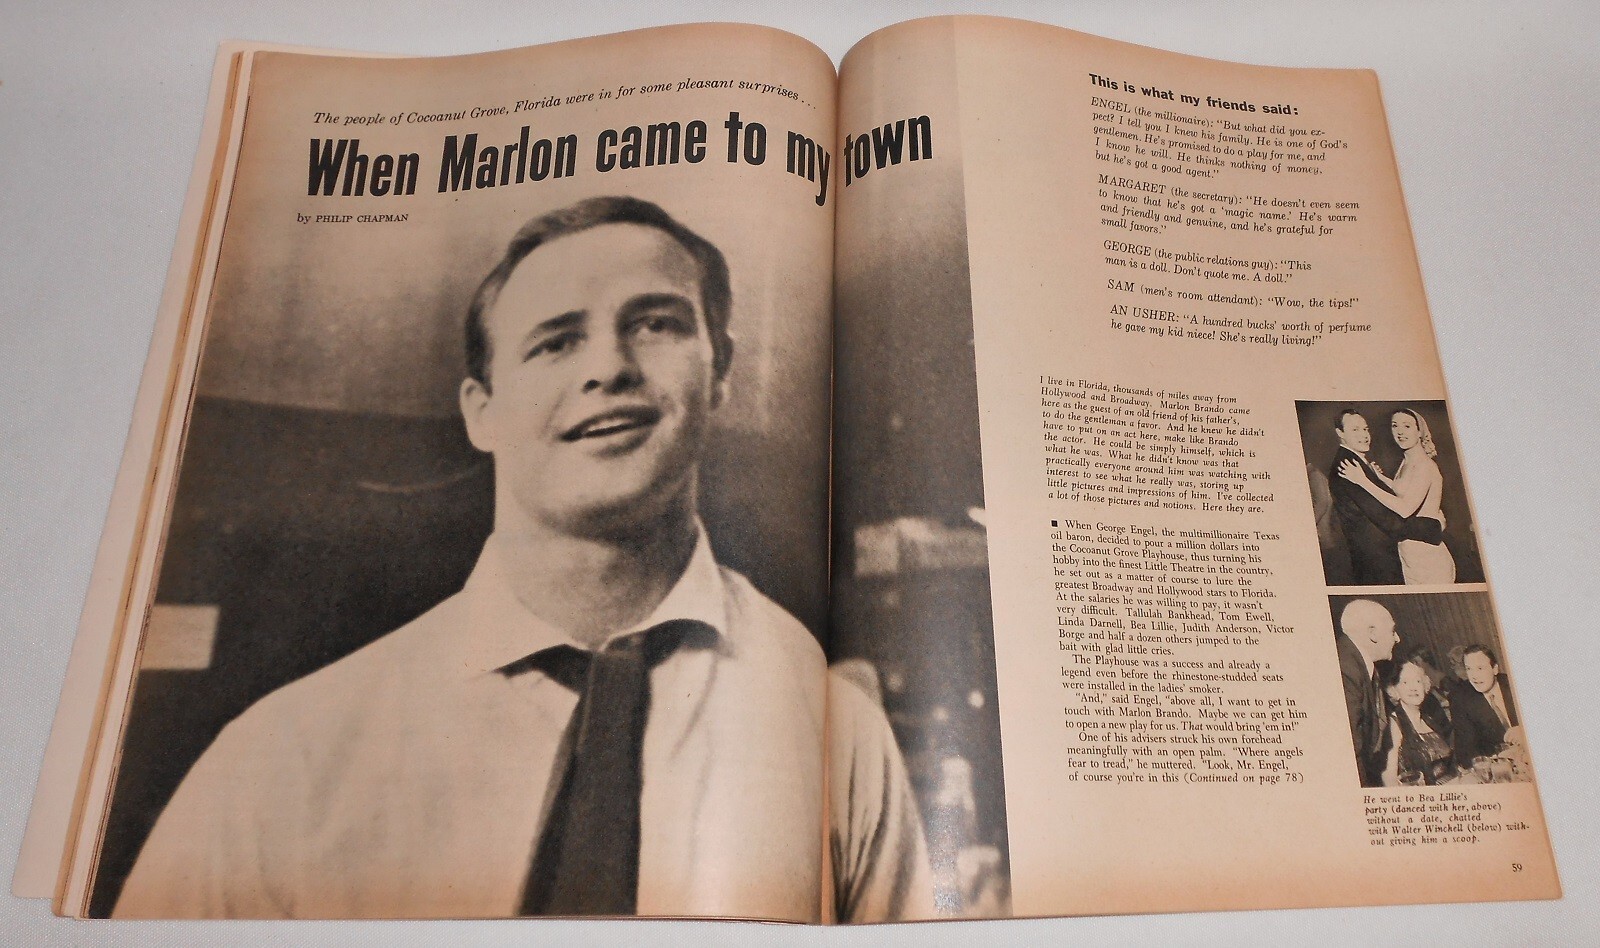 The people of Cocoanut Grove, Florida were in for some pleasant surprises...
When Marlon came to my town
by PHILIP CHAPMAN
This is what my friends said:
ENGEL (the millionaire): "But what did you ex-
pect? I tell you I knew his family. He is one of God's
gentlemen. He's promised to do a play for me, and
I know he will. He thinks nothing of money,
but he's got a good agent."
MARGARET (the secretary): "He doesn't even seem
to know that he's got a 'magic name.' He's warm
and friendly and genuine, and he's grateful for
small favors."
GEORGE (the public relations guy): "This
man is a doll. Don't quote me. A doll."
SAM (men's room attendant): "Wow, the tips!"
AN USHER: "A hundred bucks' worth of perfume
he gave my kid niece! She's really living!"
I live in Florida, thousands of miles away from
Hollywood and Broadway. Marlon Brando came
here as the guest of an old friend of his father's,
to do the gentleman a favor. And he knew he didn't
have to put on an act here, make like Brando
the actor. He could be simply himself, which is
what he was. What he didn't know was that
practically everyone around him was watching with
interest to see what he really was, storing up
little pictures and impressions of him. I've collected
a lot of those pictures and notions. Here they are.
■ When George Engel, the multimillionaire Texas
oil baron, decided to pour a million dollars into
the Cocoanut Grove Playhouse, thus turning his
hobby into the finest Little Theatre in the country,
he set out as a matter of course to lure the
greatest Broadway and Hollywood stars to Florida.
At the salaries he was willing to pay, it wasn't
very difficult. Tallulah Bankhead, Tom Ewell,
Linda Darnell, Bea Lillie, Judith Anderson, Victor
Borge and half a dozen others jumped to the
bait with glad little cries.
The Playhouse was a success and already a
legend even before the rhinestone-studded seats
were installed in the ladies' smoker.
"And," said Engel, "above all, I want to get in
touch with Marlon Brando. Maybe we can get him
to open a new play for us. That would bring 'em in!"
One of his advisers struck his own forehead
meaningfully with an open palm. "Where angels
fear to tread," he muttered. "Look, Mr. Engel,
of course you're in this (Continued on page 78)
He went to Bea Lillie's
party (danced with her, above)
without a date, chatted
with Walter Winchell (below) with-
out giving him a scoop.
59